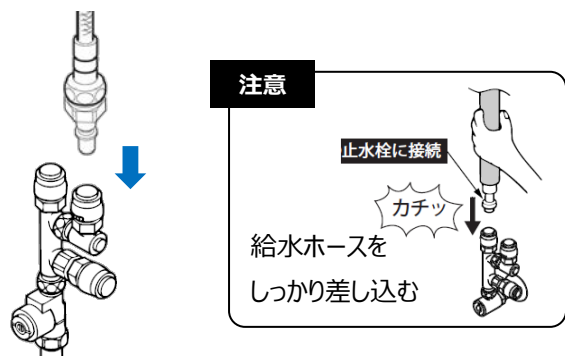 注意
止水栓に接続
カチッ
給水ホースを
しっかり差し込む